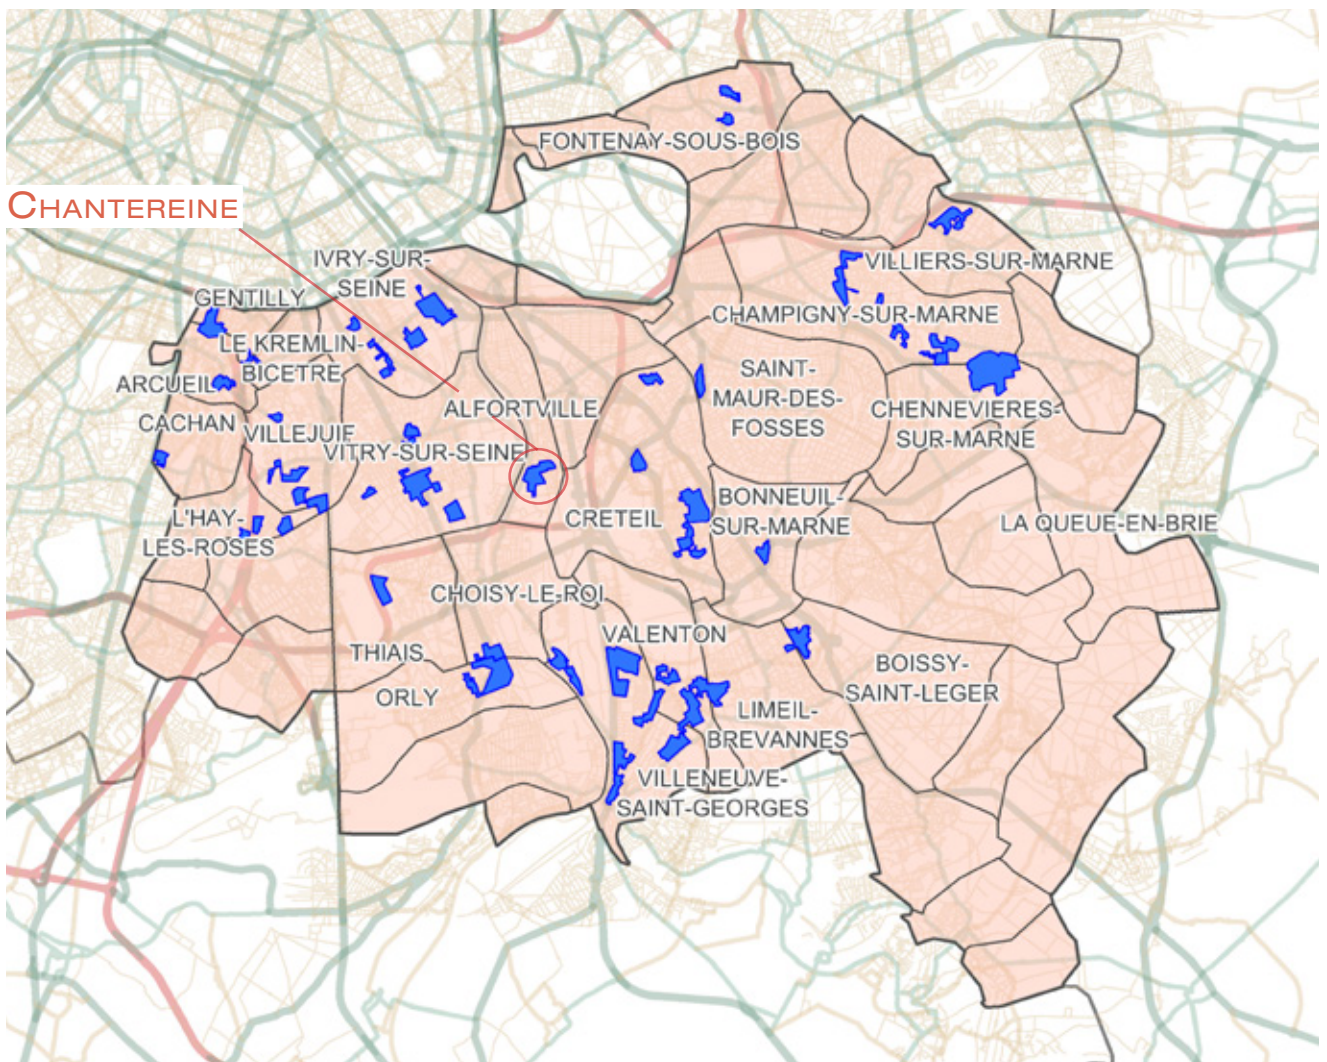 FONTENAY-SOUS-BOIS
CHANTEREINE
IVRY-SUR-
SEINE
VILLIERS-SUR-MARNE
GENTILLY
CHAMPIGNY-SUR-MARNE
LE KREMLIN-
BICETRE
ARCUEIL
SAINT-
MAUR-DES-
FOSSES
CACHAN
ALFORTVILLE
CHENNEVIERES-
SUR-MARNE
VILLEJUIF
VITRY-SUR-SEINE
L'HAY-
LES-ROSES
CRETEIL
BONNEUIL-
SUR-MARNE
LA QUEUE-EN-BRIE
CHOISY-LE-ROI
VALENTON
THIAIS
BOISSY-
SAINT-LEGER
ORLY
LIMEIL-
BREVANNES
VILLENEUVE-
SAINT-GEORGES